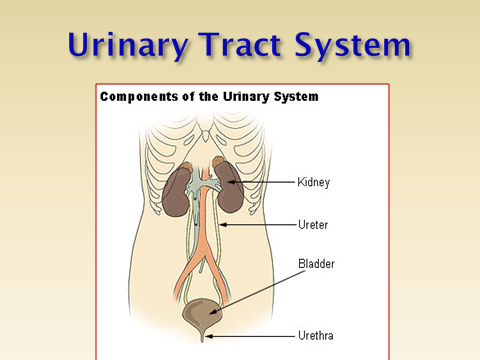 Urinary Tract System
Components of the Urinary System
Kidney
Ureter
Bladder
Urethra